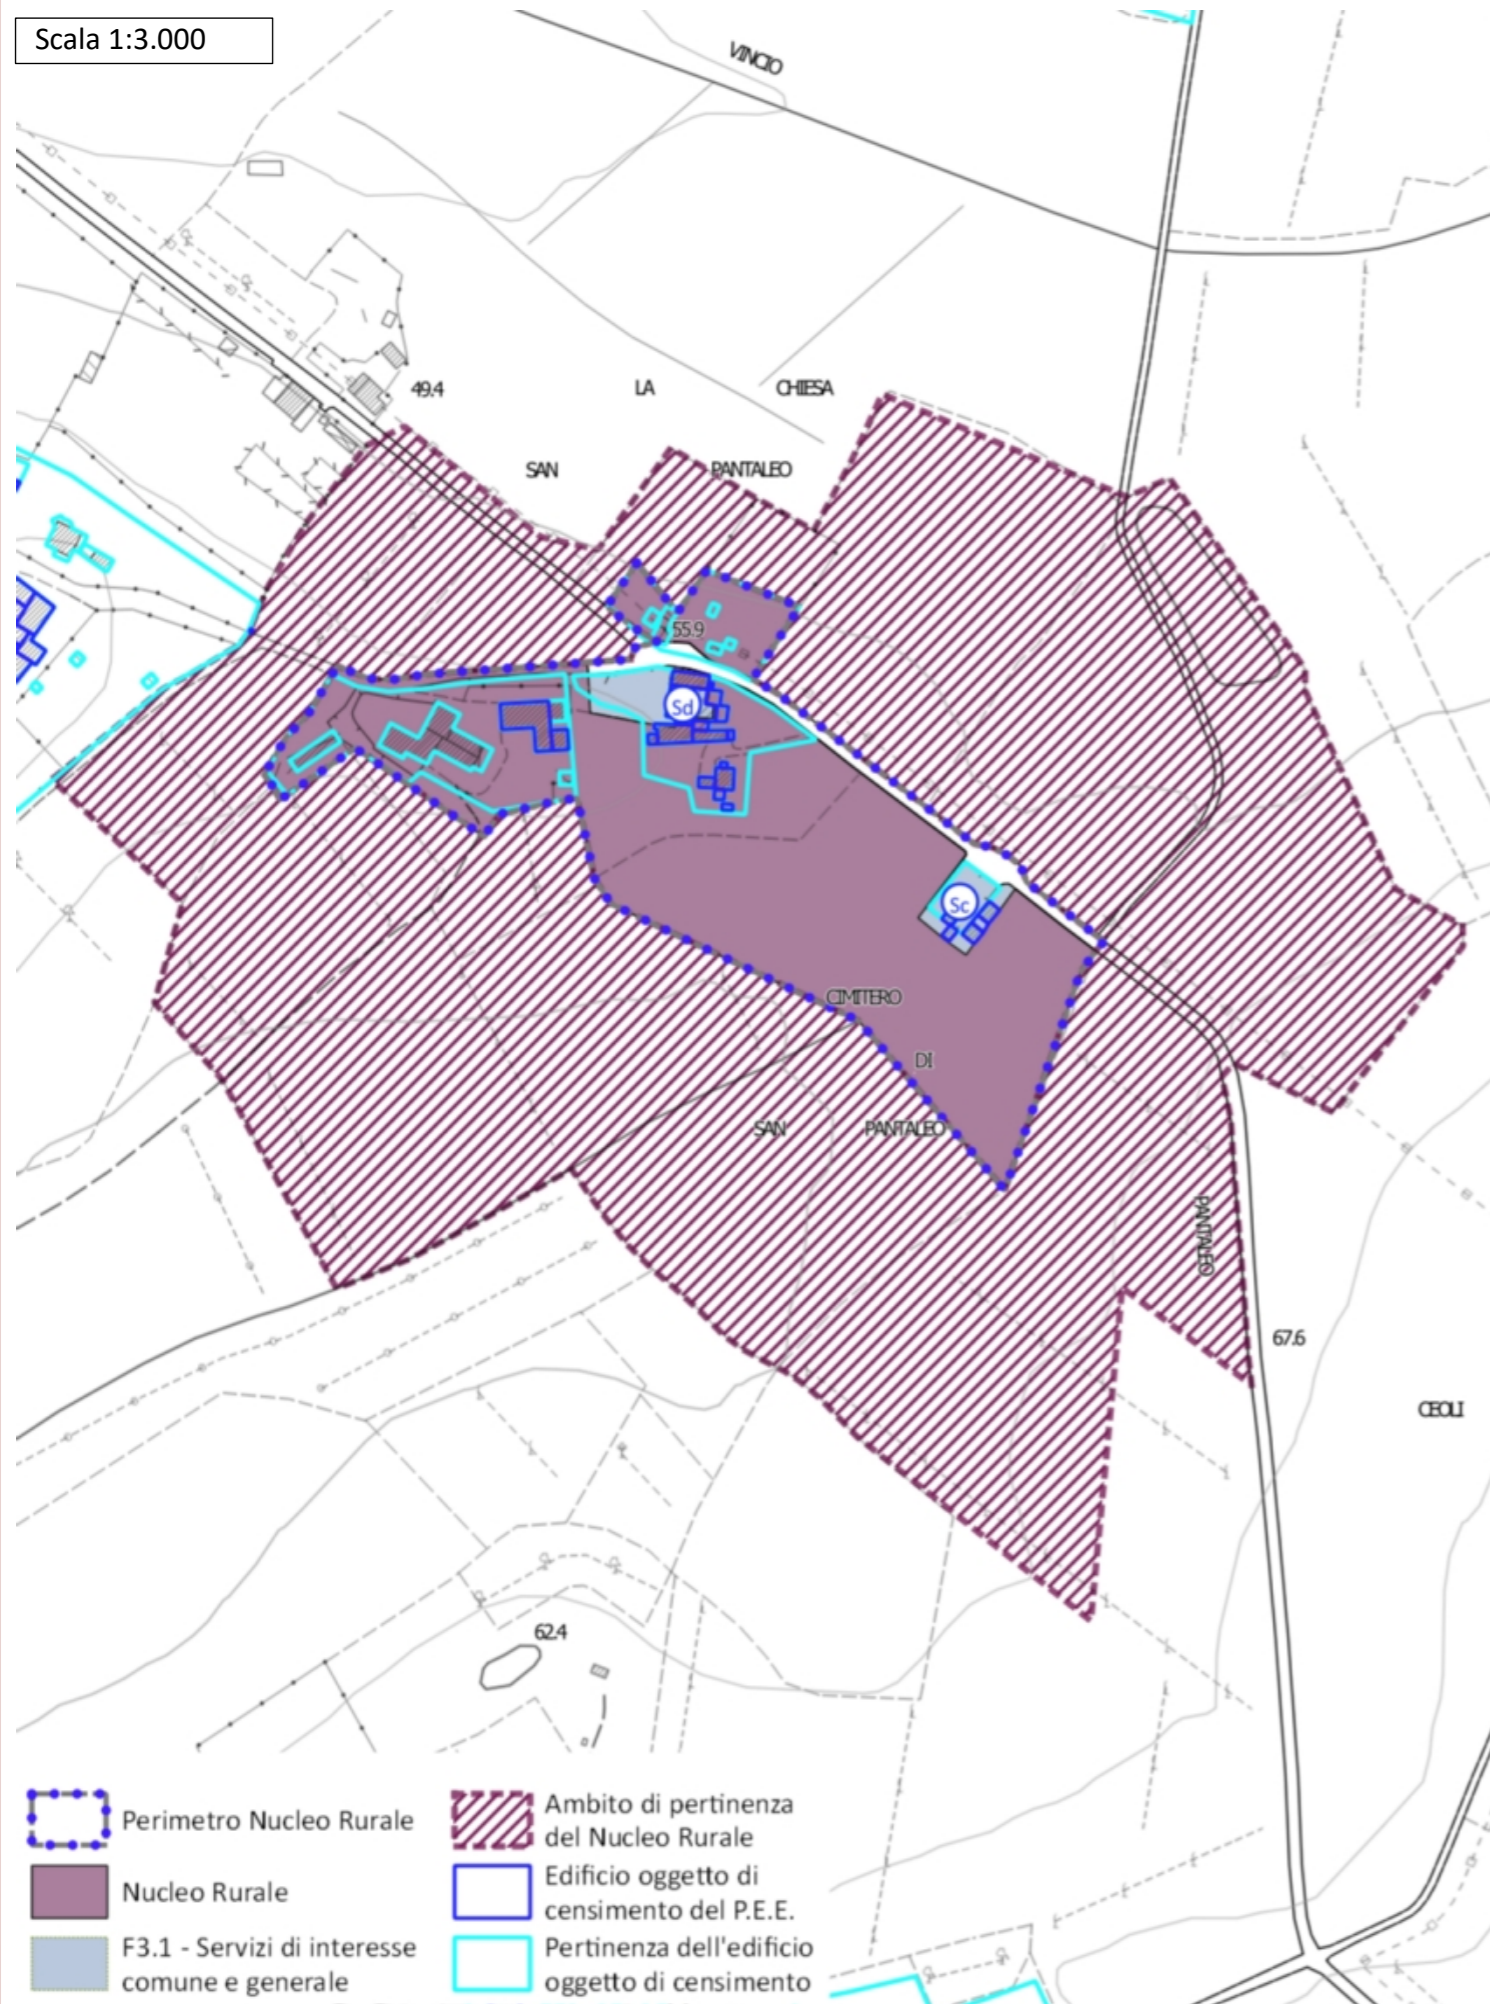 Scala 1:3.000
VINCIO
49.4
LA CHIESA
SAN PANTALEO
55.9
Sd
Sc
CIMITERO
DI
SAN PANTALEO
PANTALEO
67.6
CEOLI
62.4
Perimetro Nucleo Rurale
Nucleo Rurale
F3.1 - Servizi di interesse
comune e generale
Ambito di pertinenza
del Nucleo Rurale
Edificio oggetto di
censimento del P.E.E.
Pertinenza dell'edificio
oggetto di censimento